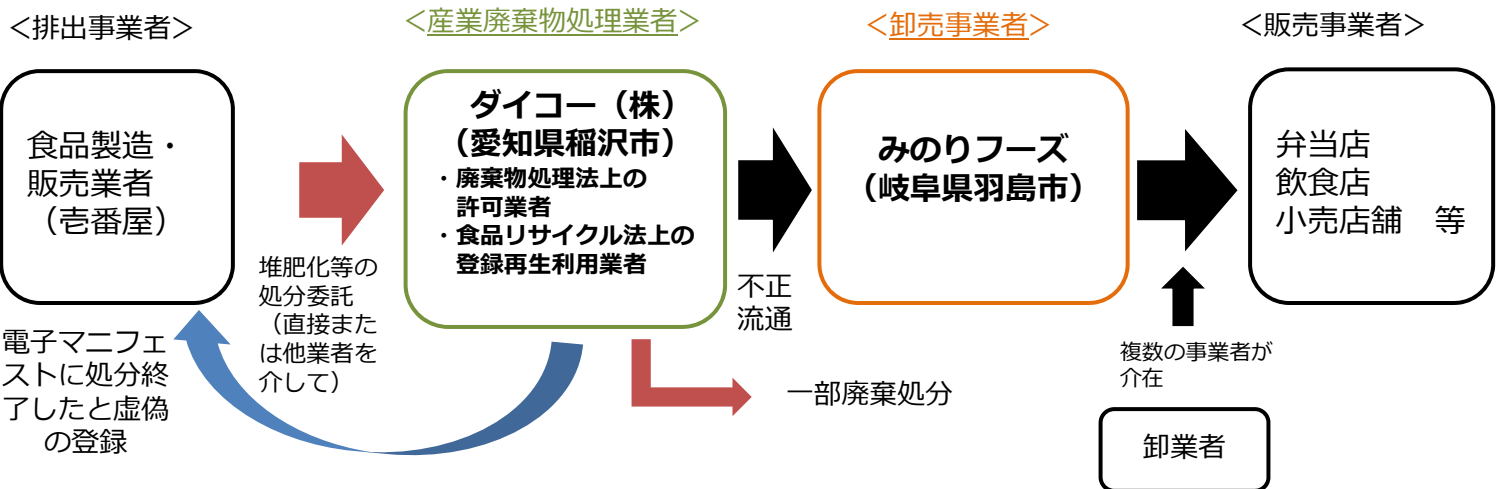 ＜排出事業者＞
＜産業廃棄物処理業者＞
＜卸売事業者＞
＜販売事業者＞
食品製造・
販売業者
（壱番屋）
堆肥化等の
処分委託
（直接また
は他業者を
介して）
ダイコー（株）
（愛知県稲沢市）
・廃棄物処理法上の
許可業者
・食品リサイクル法上の
登録再生利用業者
不正
流通
みのりフーズ
（岐阜県羽島市）
弁当店
飲食店
小売店舗　等
電子マニフェ
ストに処分終
了したと虚偽
の登録
一部廃棄処分
複数の事業者が
介在
卸業者